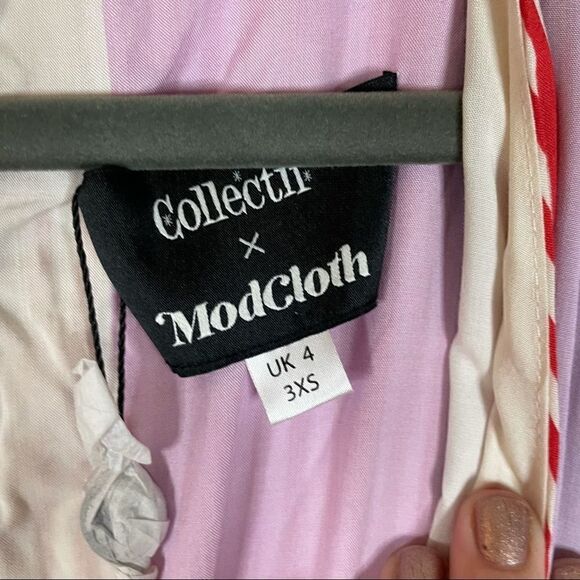 Collectif
×
ModCloth
UK 4
3XS